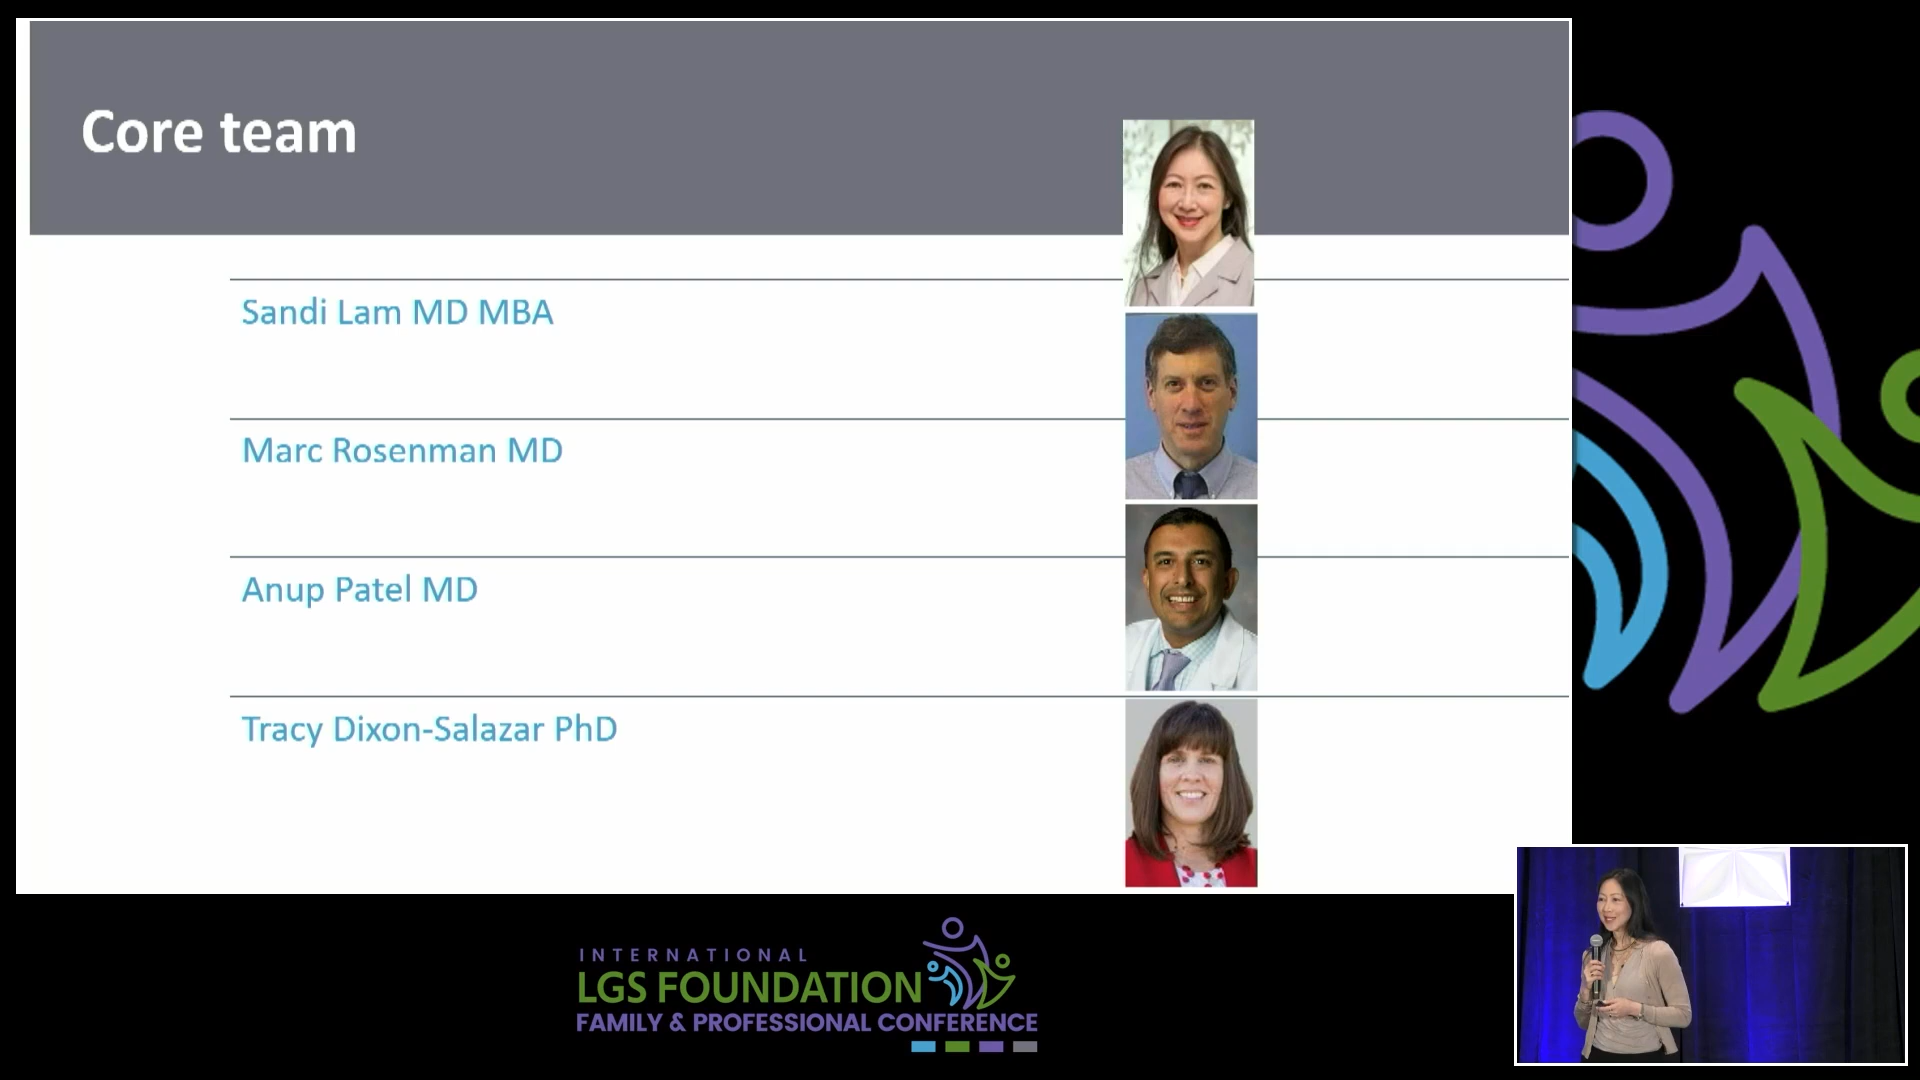 Core team
Sandi Lam MD MBA
Marc Rosenman MD
Anup Patel MD
Tracy Dixon-Salazar PhD
INTERNATIONAL
LGS FOUNDATION
FAMILY & PROFESSIONAL CONFERENCE